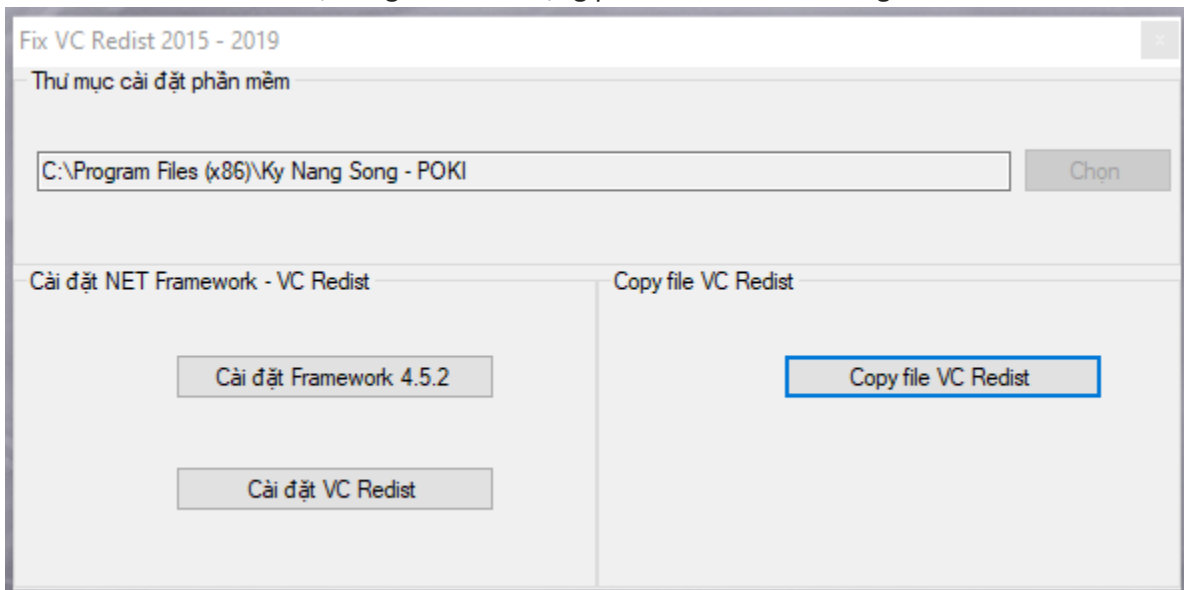 Fix VC Redist 2015 - 2019
x
Thư mục cài đặt phần mềm
C:\Program Files (x86)\Ky Nang Song - POKI
Chọn
Cài đặt NET Framework - VC Redist
Copy file VC Redist
Cài đặt Framework 4.5.2
Copy file VC Redist
Cài đặt VC Redist